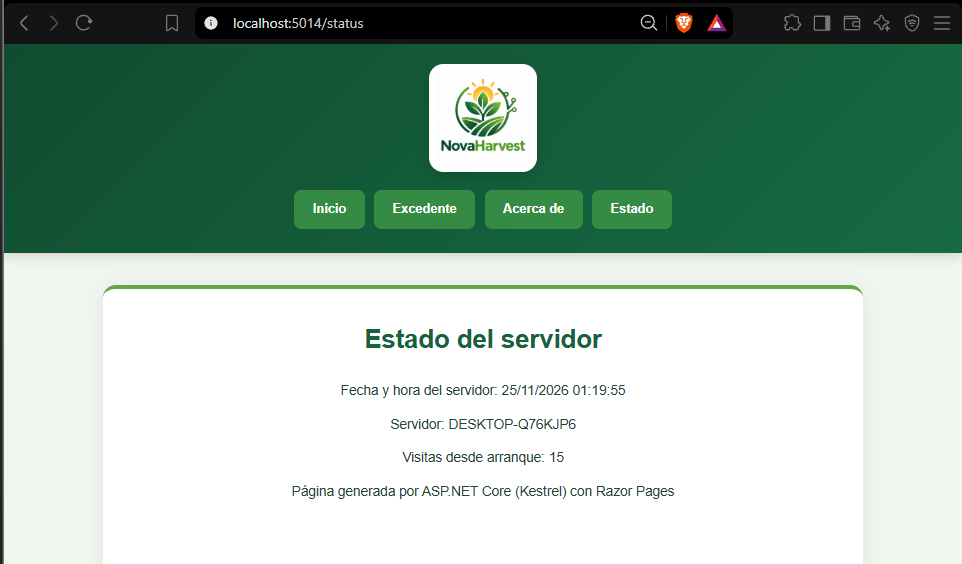 localhost:5014/status
NovaHarvest
Inicio
Excedente
Acerca de
Estado
Estado del servidor
Fecha y hora del servidor: 25/11/2026 01:19:55
Servidor: DESKTOP-Q76KJP6
Visitas desde arranque: 15
Página generada por ASP.NET Core (Kestrel) con Razor Pages